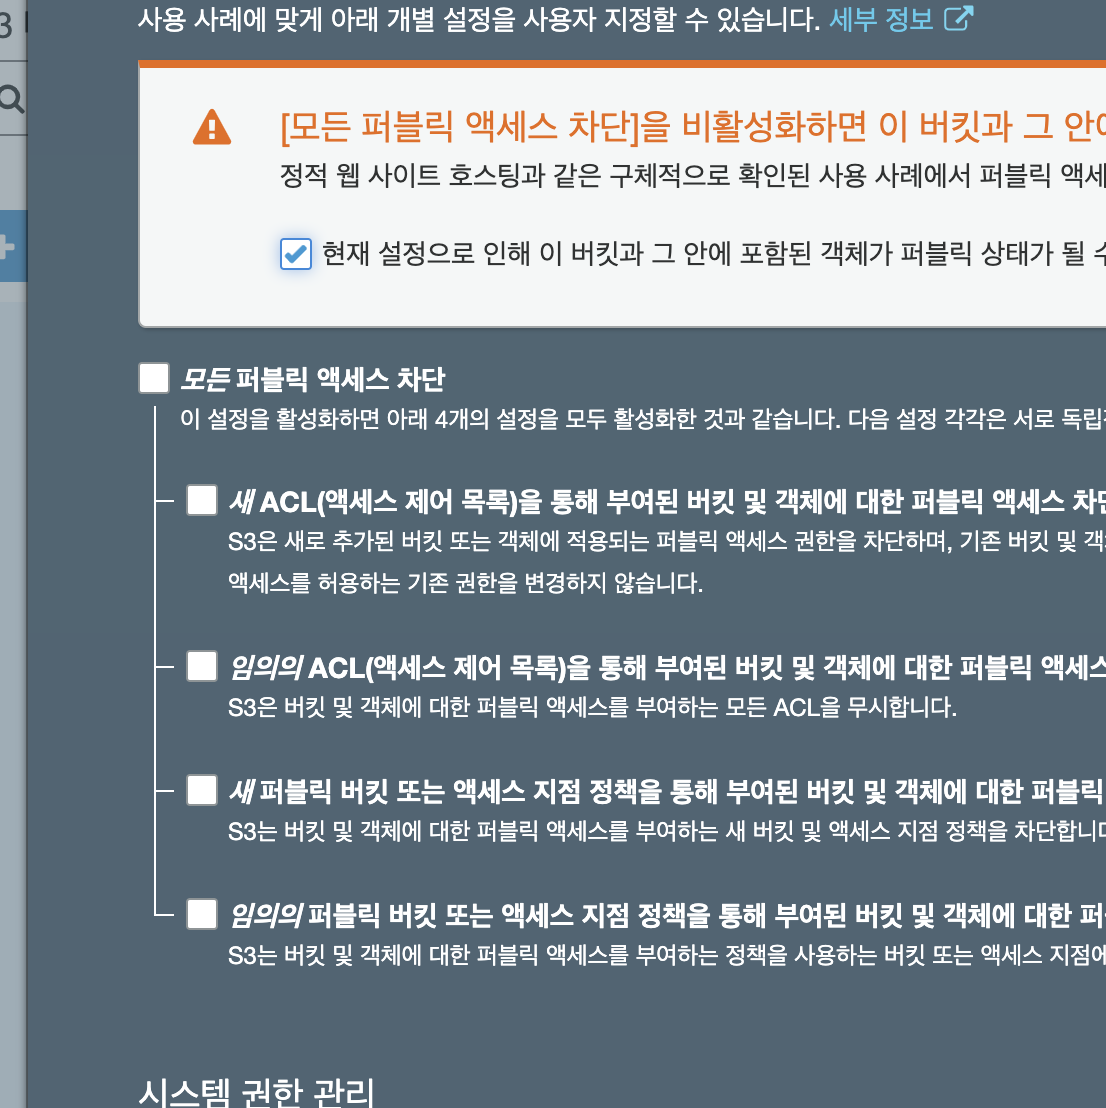 사용 사례에 맞게 아래 개별 설정을 사용자 지정할 수 있습니다. 세부 정보
3
[모든 퍼블릭 액세스 차단]을 비활성화하면 이 버킷과 그 안에
정적 웹 사이트 호스팅과 같은 구체적으로 확인된 사용 사례에서 퍼블릭 액세
현재 설정으로 인해 이 버킷과 그 안에 포함된 객체가 퍼블릭 상태가 될 수
모든 퍼블릭 액세스 차단
이 설정을 활성화하면 아래 4개의 설정을 모두 활성화한 것과 같습니다. 다음 설정 각각은 서로 독립
새 ACL(액세스 제어 목록)을 통해 부여된 버킷 및 객체에 대한 퍼블릭 액세스 차단
S3은 새로 추가된 버킷 또는 객체에 적용되는 퍼블릭 액세스 권한을 차단하며, 기존 버킷 및 객
액세스를 허용하는 기존 권한을 변경하지 않습니다.
임의의 ACL(액세스 제어 목록)을 통해 부여된 버킷 및 객체에 대한 퍼블릭 액세스
S3은 버킷 및 객체에 대한 퍼블릭 액세스를 부여하는 모든 ACL을 무시합니다.
새 퍼블릭 버킷 또는 액세스 지점 정책을 통해 부여된 버킷 및 객체에 대한 퍼블릭
S3는 버킷 및 객체에 대한 퍼블릭 액세스를 부여하는 새 버킷 및 액세스 지점 정책을 차단합니다
임의의 퍼블릭 버킷 또는 액세스 지점 정책을 통해 부여된 버킷 및 객체에 대한 퍼
S3는 버킷 및 객체에 대한 퍼블릭 액세스를 부여하는 정책을 사용하는 버킷 또는 액세스 지점에
시스템 권한 관리